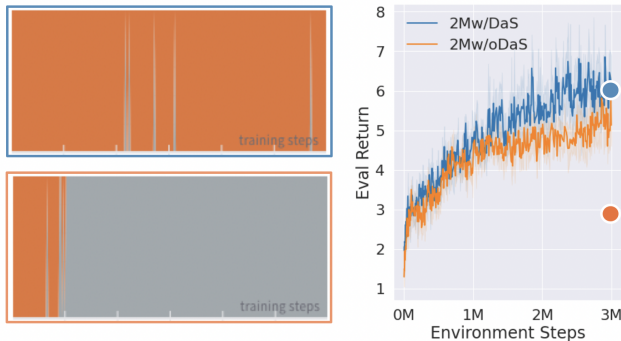 training steps
training steps
8
7
6
5
4
3
2
1
Eval Return
2Mw/DaS
2Mw/oDaS
0M 1M 2M 3M
Environment Steps